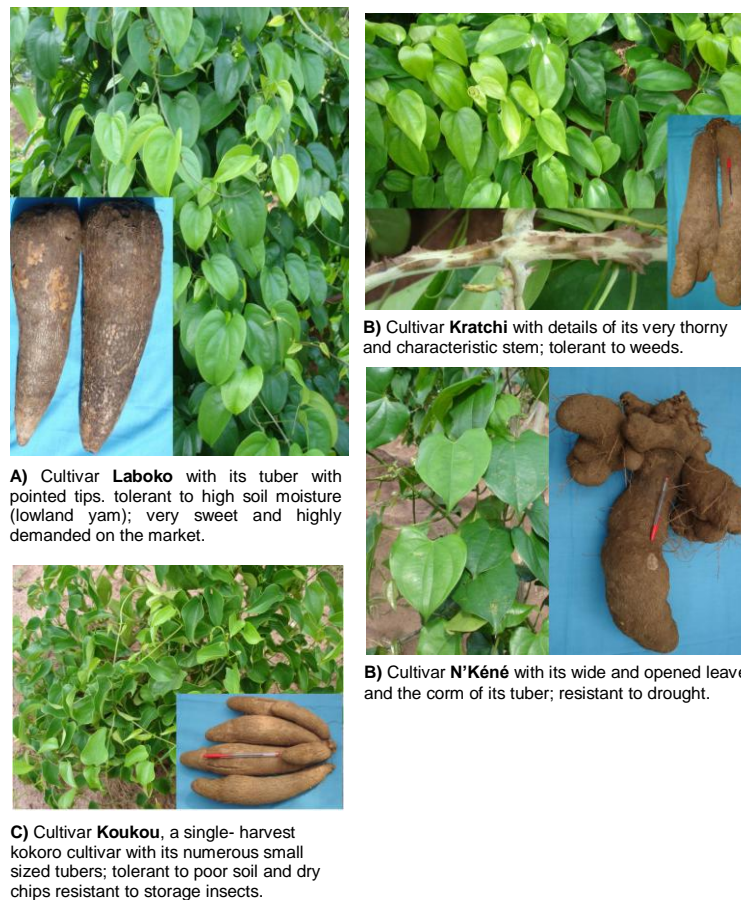 A) Cultivar Laboko with its tuber with
pointed tips. tolerant to high soil moisture
(lowland yam); very sweet and highly
demanded on the market.
B) Cultivar Kratchi with details of its very thorny
and characteristic stem; tolerant to weeds.
B) Cultivar N'Kéné with its wide and opened leave
and the corm of its tuber; resistant to drought.
C) Cultivar Koukou, a single- harvest
kokoro cultivar with its numerous small
sized tubers; tolerant to poor soil and dry
chips resistant to storage insects.